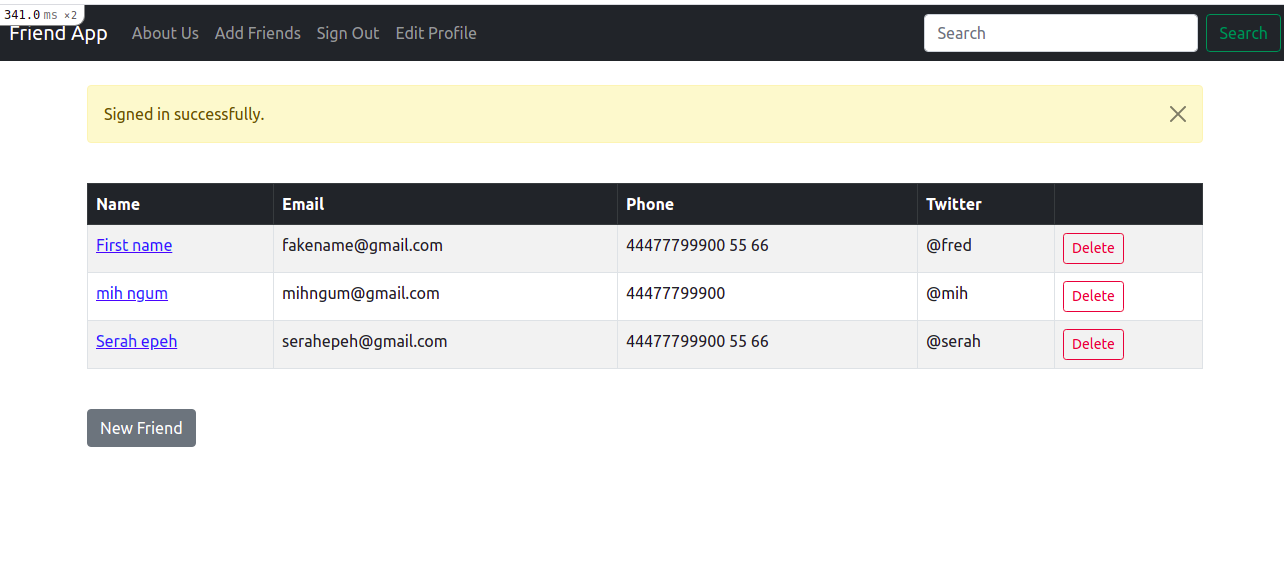 341.0 ms ×2
Friend App About Us Add Friends Sign Out Edit Profile Search Search
Signed in successfully.
Name Email Phone Twitter
First name fakename@gmail.com 44477799900 55 66 @fred Delete
mih ngum mihngum@gmail.com 44477799900 @mih Delete
Serah epeh serahepeh@gmail.com 44477799900 55 66 @serah Delete
New Friend